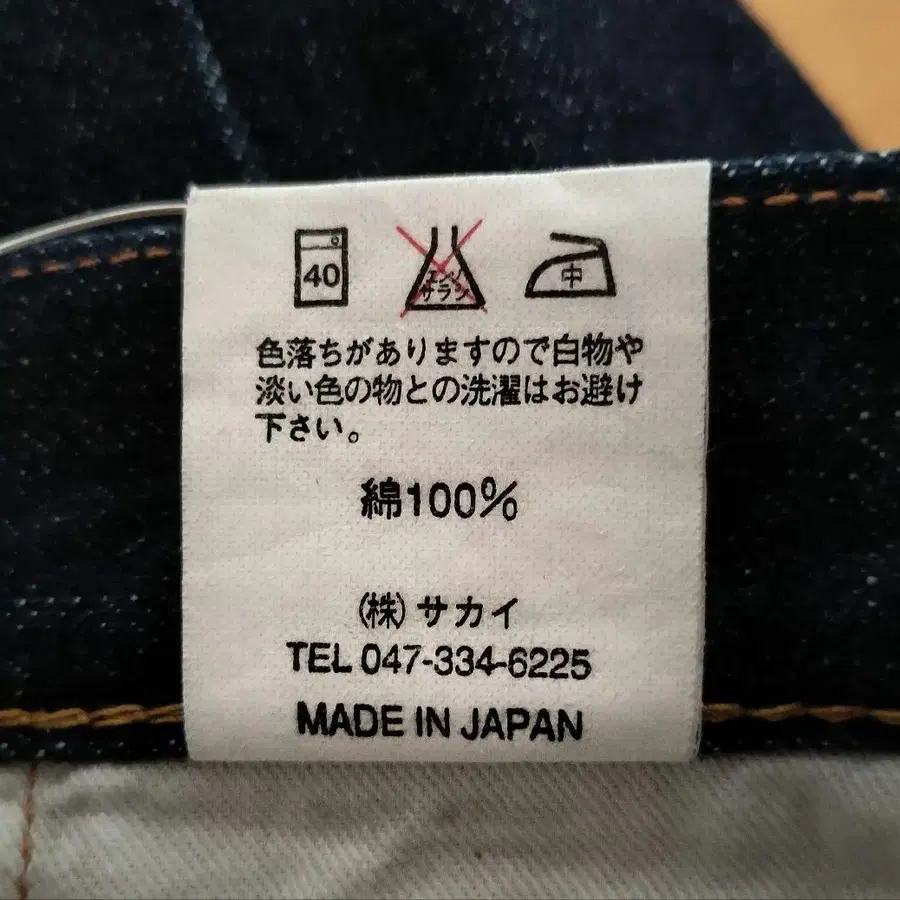 40
エンソ
サラシ
中
色落ちがありますので白物や
淡い色の物との洗濯はお避け
下さい。
綿100%
(株)サカイ
TEL 047-334-6225
MADE IN JAPAN